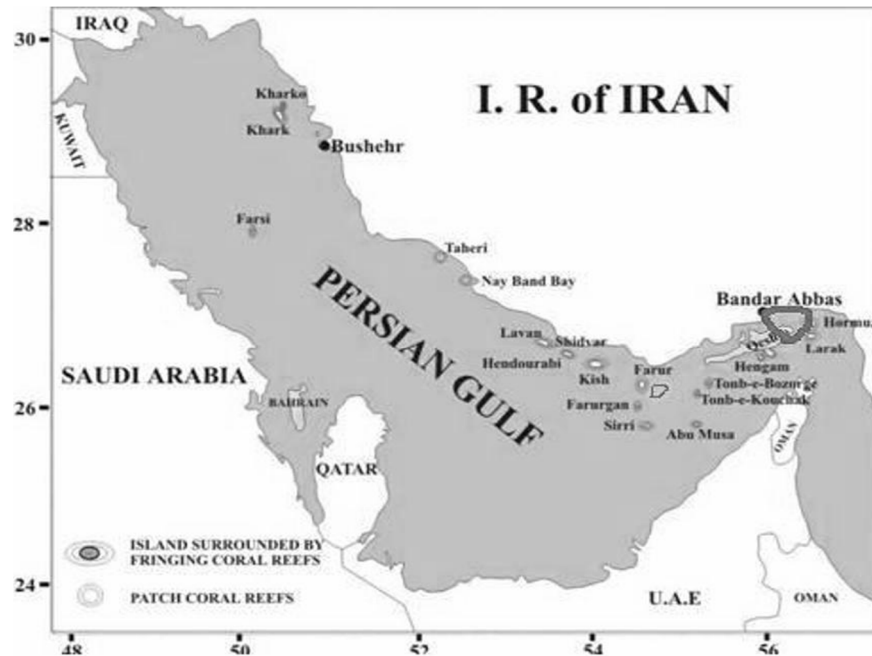 IRAQ
30
Kharko
I. R. of IRAN
Khark
KUWAIT
Bushehr
28
Farsi
Taheri
PERSIAN GULF
Nay Band Bay
Bandar Abbas
Lavan
Shidvar
Larak
Hendourabi
Hengam
SAUDI ARABIA
Kish
Farur
Tonb-e-Bozorge
BAHRAIN
26
Tonb-e-Kouchak
Farurgan
Sirri
Abu Musa
OMAN
QATAR
ISLAND SURROUNDED BY
FRINGING CORAL REEFS
24
PATCH CORAL REEFS
U.A.E
OMAN
48
50
52
54
56